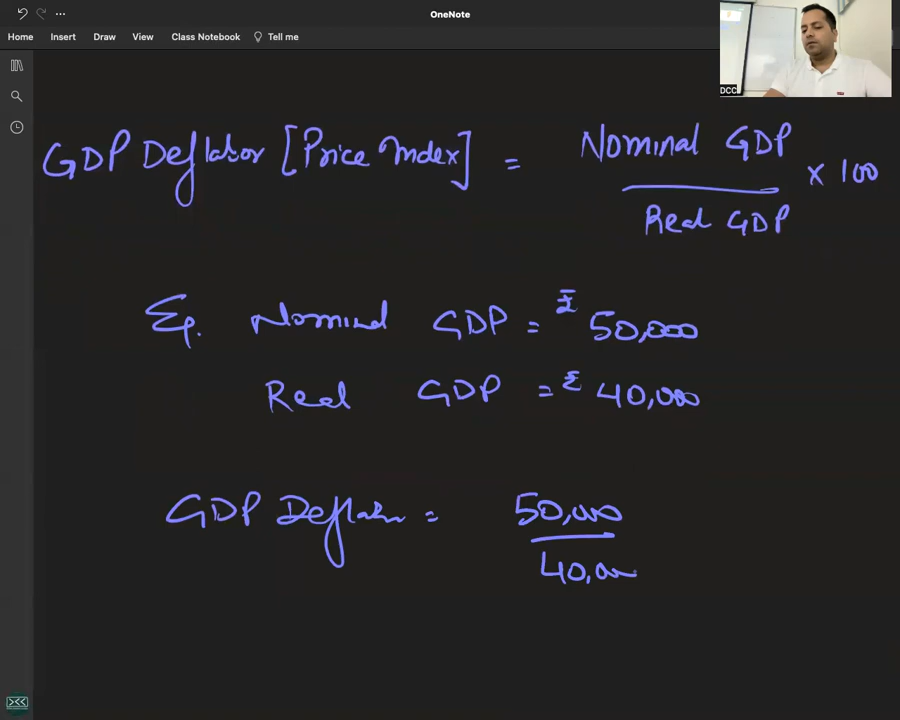 OneNote
Home Insert Draw View Class Notebook Tell me
DCC
GDP Deflator [Price Index] = Nominal GDP
Real GDP
x 100
Eg. Nominal GDP = ₹ 50,000
Real GDP = ₹ 40,000
GDP Deflator = 50,000
40,000